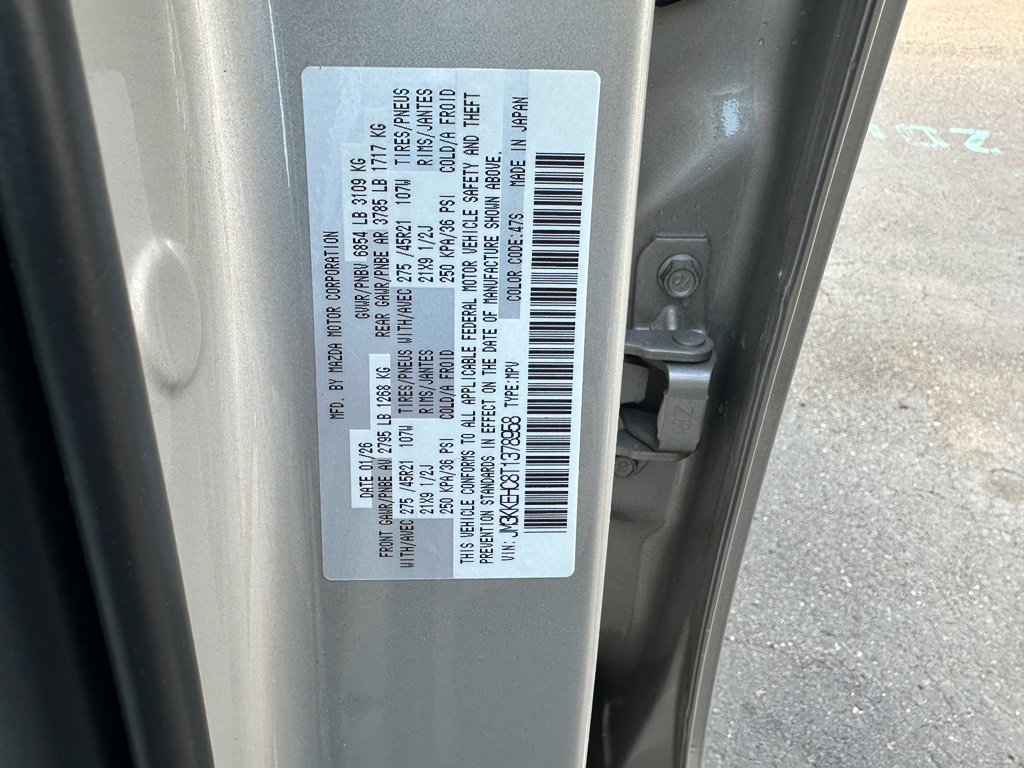 MFD. BY MAZDA MOTOR CORPORATION
DATE 01/26 GVWR/PNBV 6854 LB 3109 KG
FRONT GAWR/PNBE AV 2795 LB 1268 KG REAR GAWR/PNBE AR 3785 LB 1717 KG
WITH/AVEC 275 /45R21 107W TIRES/PNEUS WITH/AVEC 275 /45R21 107W TIRES/PNEUS
21X9 1/2J RIMS/JANTES 21X9 1/2J RIMS/JANTES
250 KPA/36 PSI COLD/A FROID 250 KPA/36 PSI COLD/A FROID
THIS VEHICLE CONFORMS TO ALL APPLICABLE FEDERAL MOTOR VEHICLE SAFETY AND THEFT
PREVENTION STANDARDS IN EFFECT ON THE DATE OF MANUFACTURE SHOWN ABOVE.
VIN: JM3KKEHC8T1378958 TYPE:MPV COLOR CODE:47S MADE IN JAPAN
ZR